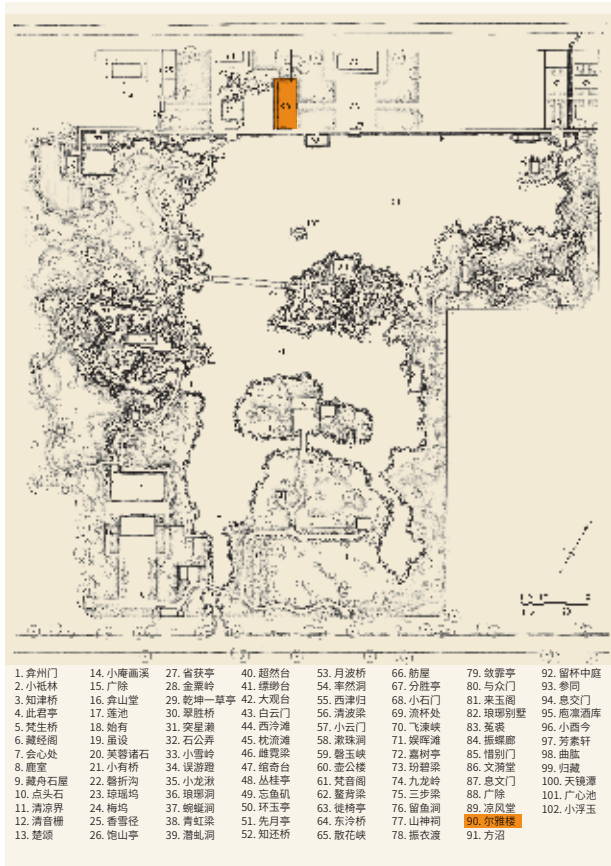 1. 弇州门
2. 小祗林
3. 知津桥
4. 此君亭
5. 梵生桥
6. 藏经阁
7. 会心处
8. 鹿室
9. 藏舟石屋
10. 点头石
11. 清凉界
12. 清音栅
13. 楚颂
14. 小庵画溪
15. 广除
16. 弇山堂
17. 莲池
18. 始有
19. 虽设
20. 芙蓉诸石
21. 小有桥
22. 磬折沟
23. 琼瑶坞
24. 梅坞
25. 香雪径
26. 饱山亭
27. 省获亭
28. 金粟岭
29. 乾坤一草亭
30. 翠胜桥
31. 突星濑
32. 石公弄
33. 小雪岭
34. 误游磴
35. 小龙湫
36. 琅琊洞
37. 蜿蜒涧
38. 青虹梁
39. 潜虬洞
40. 超然台
41. 缥缈台
42. 大观台
43. 白云门
44. 西泠滩
45. 枕流滩
46. 雌霓梁
47. 绾奇台
48. 丛桂亭
49. 忘鱼矶
50. 环玉亭
51. 先月亭
52. 知还桥
53. 月波桥
54. 率然洞
55. 西津归
56. 清波梁
57. 小云门
58. 漱珠涧
59. 磬玉峡
60. 壶公楼
61. 梵音阁
62. 鳌背梁
63. 徙椅亭
64. 东泠桥
65. 散花峡
66. 舫屋
67. 分胜亭
68. 小石门
69. 流杯处
70. 飞涷峡
71. 娱晖滩
72. 嘉树亭
73. 玢碧梁
74. 九龙岭
75. 三步梁
76. 留鱼涧
77. 山神祠
78. 振衣渡
79. 敛霏亭
80. 与众门
81. 来玉阁
82. 琅琊别墅
83. 菟裘
84. 振蝶廊
85. 惜别门
86. 文漪堂
87. 息文门
88. 广除
89. 凉风堂
90. 尔雅楼
91. 方沼
92. 留杯中庭
93. 参同
94. 息交门
95. 庖凛酒库
96. 小酉今
97. 芳素轩
98. 曲肱
99. 归藏
100. 天镜潭
101. 广心池
102. 小浮玉